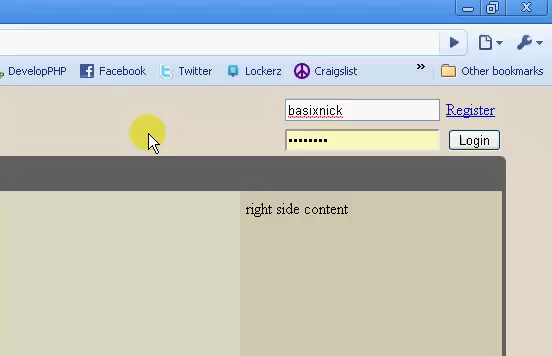 DevelopPHP Facebook Twitter Lockerz Craigslist » Other bookmarks
basixnick Register
•••••••• Login
right side content